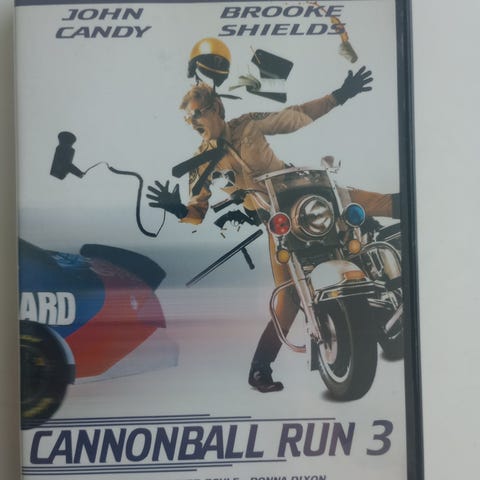 JOHN BROOKE
CANDY SHIELDS
ARD
CANNONBALL RUN 3
DONNA DIXON